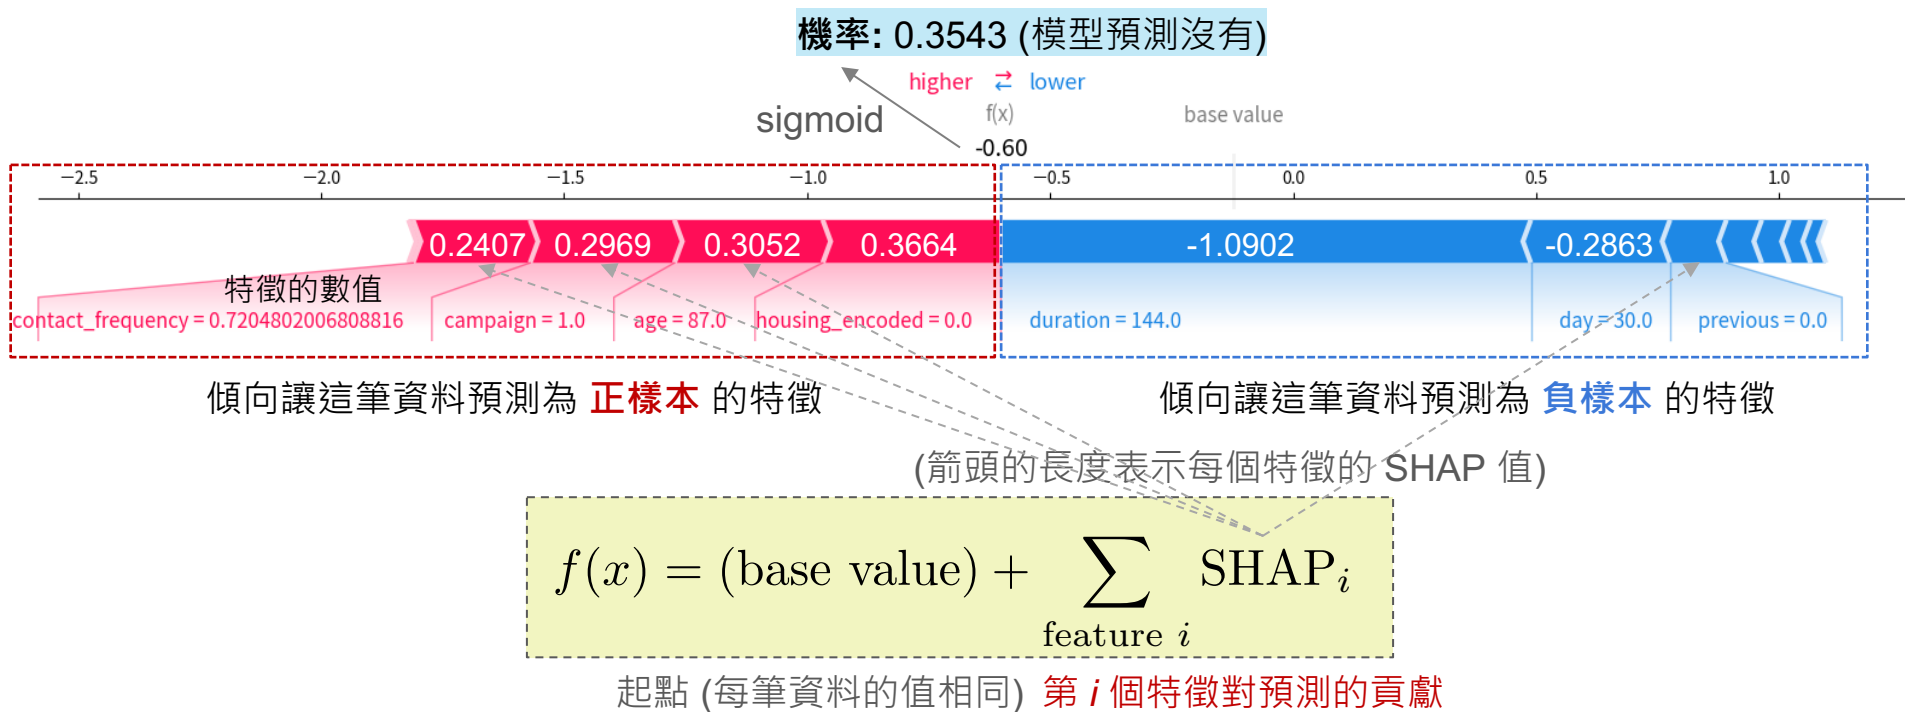 機率: 0.3543 (模型預測沒有)
higher ⇄ lower
sigmoid
f(x)
base value
-0.60
−2.5 −2.0 −1.5 −1.0 −0.5 0.0 0.5 1.0
0.2407 0.2969 0.3052 0.3664 -1.0902 -0.2863
特徵的數值
contact_frequency = 0.7204802006808816 campaign = 1.0 age = 87.0 housing_encoded = 0.0 duration = 144.0 day = 30.0 previous = 0.0
傾向讓這筆資料預測為 正樣本 的特徵
傾向讓這筆資料預測為 負樣本 的特徵
(箭頭的長度表示每個特徵的 SHAP 值)
f(x) = (base value) + ∑ SHAPᵢ
feature i
起點 (每筆資料的值相同) 第 i 個特徵對預測的貢獻